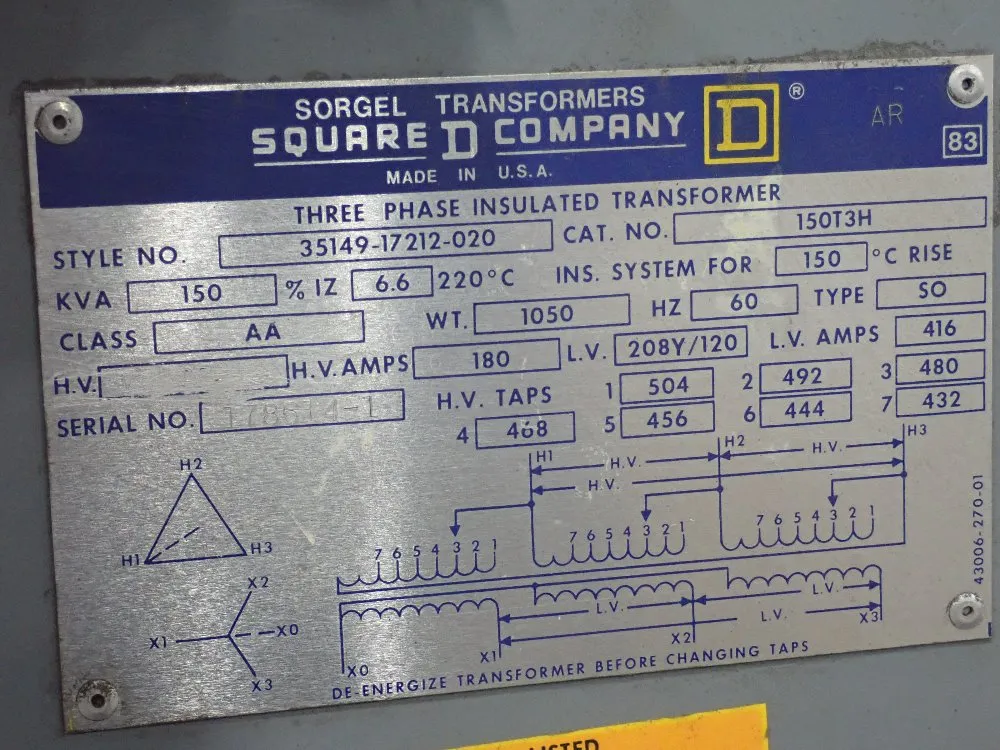 SORGEL TRANSFORMERS
SQUARE D COMPANY D ® AR
MADE IN U.S.A. 83
THREE PHASE INSULATED TRANSFORMER
STYLE NO. 35149-17212-020 CAT. NO. 150T3H
KVA 150 % IZ 6.6 220°C INS. SYSTEM FOR 150 °C RISE
CLASS AA WT. 1050 HZ 60 TYPE SO
H.V. H.V. AMPS 180 L.V. 208Y/120 L.V. AMPS 416
SERIAL NO. H.V. TAPS 1 504 2 492 3 480
4 468 5 456 6 444 7 432
H1 H2 H3
H.V. H.V.
H.V.
H2
H1 H3
7 6 5 4 3 2 1 7 6 5 4 3 2 1 7 6 5 4 3 2 1
43006-270-01
X2
X1 X0
X3
L.V. L.V.
L.V.
X0 X1 X2 X3
DE-ENERGIZE TRANSFORMER BEFORE CHANGING TAPS
LISTED